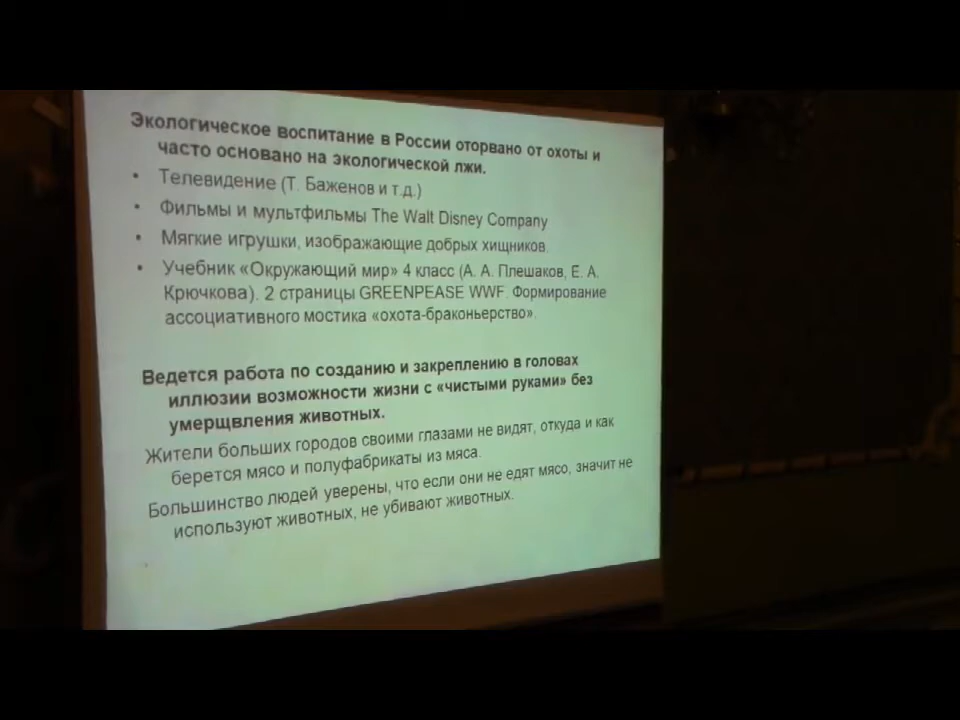 Экологическое воспитание в России оторвано от охоты и
часто основано на экологической лжи.
• Телевидение (Т. Баженов и т.д.)
• Фильмы и мультфильмы The Walt Disney Company
• Мягкие игрушки, изображающие добрых хищников.
• Учебник «Окружающий мир» 4 класс (А. А. Плешаков, Е. А.
Крючкова). 2 страницы GREENPEASE WWF. Формирование
ассоциативного мостика «охота-браконьерство».
Ведется работа по созданию и закреплению в головах
иллюзии возможности жизни с «чистыми руками» без
умерщвления животных.
Жители больших городов своими глазами не видят, откуда и как
берется мясо и полуфабрикаты из мяса.
Большинство людей уверены, что если они не едят мясо, значит не
используют животных, не убивают животных.